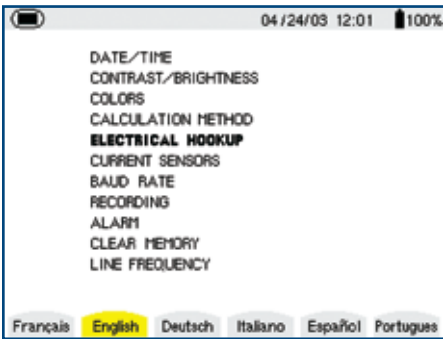 04/24/03 12:01 100%
DATE/TIME
CONTRAST/BRIGHTNESS
COLORS
CALCULATION METHOD
ELECTRICAL HOOKUP
CURRENT SENSORS
BAUD RATE
RECORDING
ALARM
CLEAR MEMORY
LINE FREQUENCY
Français English Deutsch Italiano Español Portugues